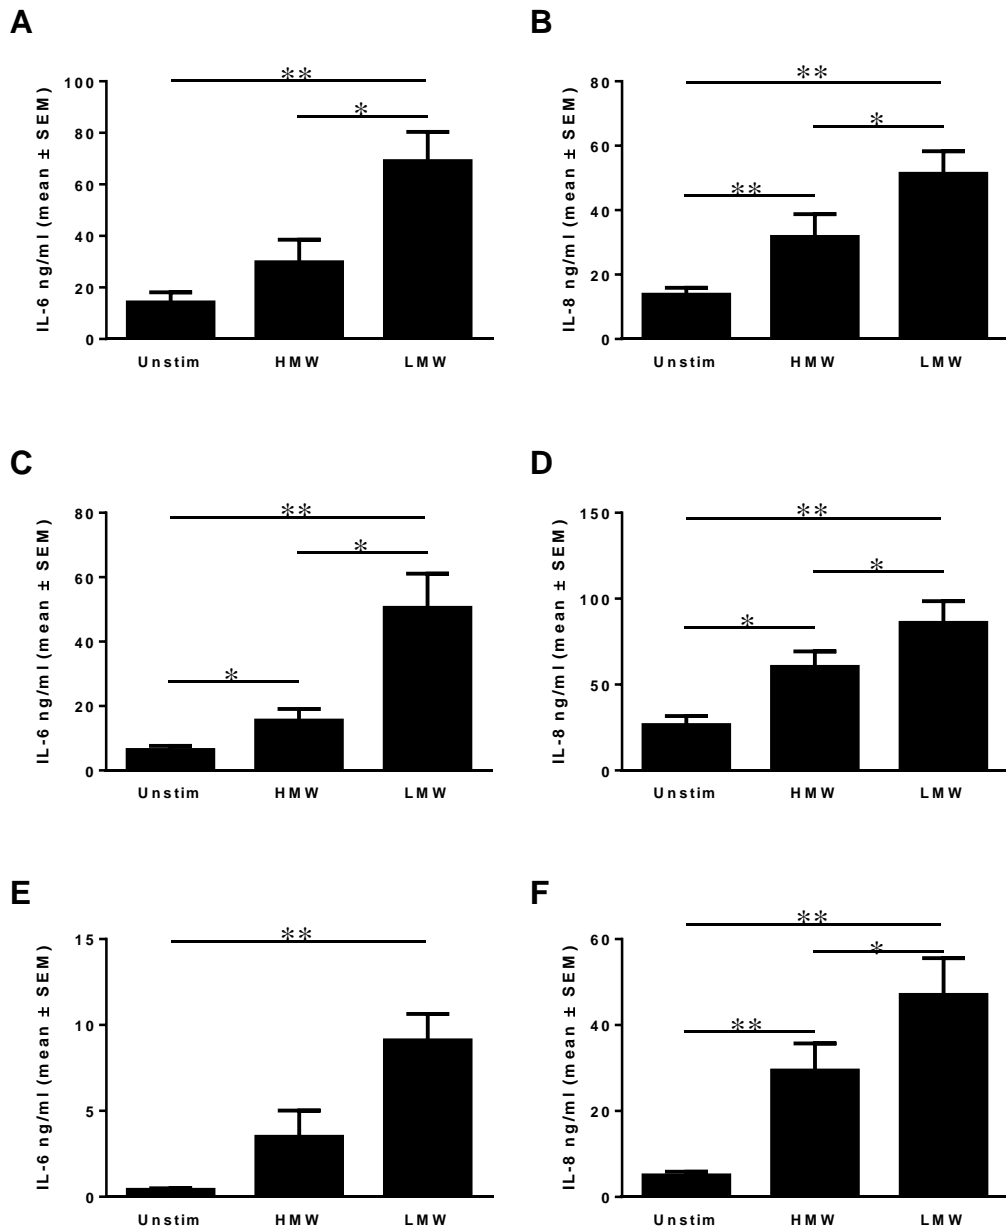 A
IL-6 ng/ml (mean ± SEM)
100
80
60
40
20
0
**
*
Unstim HMW LMW
B
IL-8 ng/ml (mean ± SEM)
80
60
40
20
0
**
*
**
Unstim HMW LMW
C
IL-6 ng/ml (mean ± SEM)
80
60
40
20
0
**
*
*
Unstim HMW LMW
D
IL-8 ng/ml (mean ± SEM)
150
100
50
0
**
*
*
Unstim HMW LMW
E
IL-6 ng/ml (mean ± SEM)
15
10
5
0
**
Unstim HMW LMW
F
IL-8 ng/ml (mean ± SEM)
60
40
20
0
**
*
**
Unstim HMW LMW